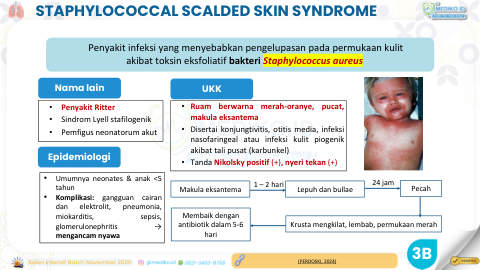 STAPHYLOCOCCAL SCALDED SKIN SYNDROME
Penyakit infeksi yang menyebabkan pengelupasan pada permukaan kulit
akibat toksin eksfoliatif bakteri Staphylococcus aureus
Nama lain
• Penyakit Ritter
• Sindrom Lyell stafilogenik
• Pemfigus neonatorum akut
Epidemiologi
• Umumnya neonates & anak <5
tahun
• Komplikasi: gangguan cairan
dan elektrolit, pneumonia,
miokarditis, sepsis,
glomerulonephritis →
mengancam nyawa
UKK
• Ruam berwarna merah-oranye, pucat,
makula eksantema
• Disertai konjungtivitis, otitis media, infeksi
nasofaringeal atau infeksi kulit piogenik
akibat tali pusat (karbunkel)
• Tanda Nikolsky positif (+), nyeri tekan (+)
Makula eksantema
1 – 2 hari
Lepuh dan bullae
24 jam
Pecah
Krusta mengkilat, lembab, permukaan merah
Membaik dengan
antibiotik dalam 5-6
hari
(PERDOSKI, 2024)
3B